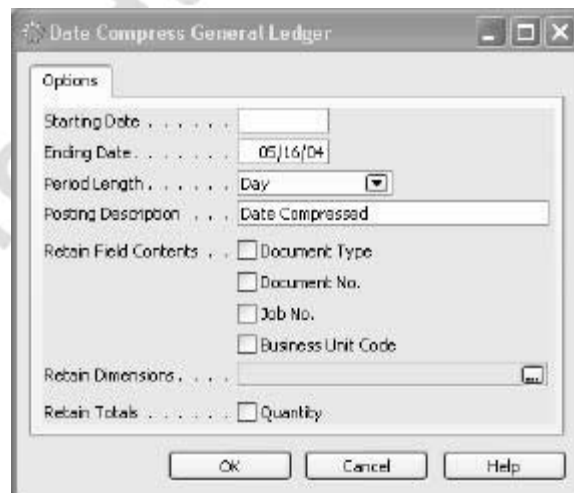 Date Compress General Ledger
Options
Starting Date . . . . . .
Ending Date . . . . . . 05/16/04
Period Length . . . . . . Day
Posting Description . . . Date Compressed
Retain Field Contents . . Document Type
Document No.
Job No.
Business Unit Code
Retain Dimensions . . . . ...
Retain Totals . . . . . . Quantity
OK Cancel Help